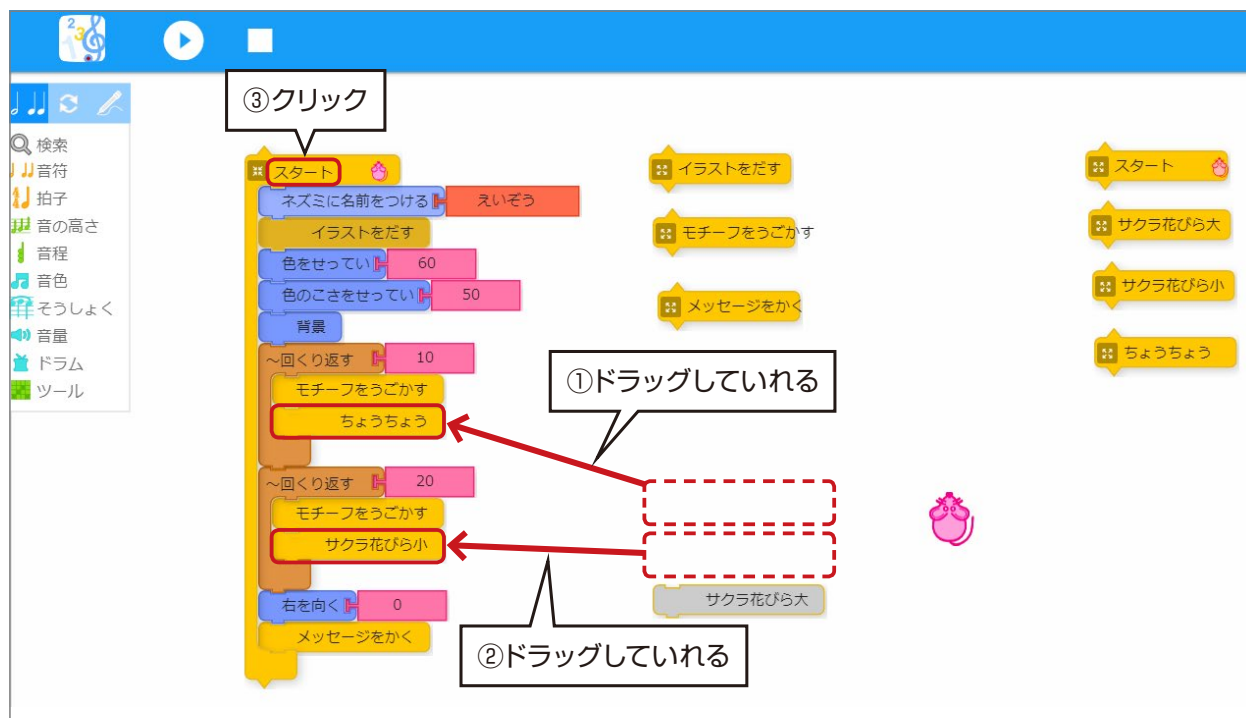 1 2 3
③クリック
検索
音符
拍子
音の高さ
音程
音色
そうしょく
音量
ドラム
ツール
スタート
ネズミに名前をつける えいぞう
イラストをだす
色をせってい 60
色のこさをせってい 50
背景
～回くり返す 10
モチーフをうごかす
ちょうちょう
～回くり返す 20
モチーフをうごかす
サクラ花びら小
右を向く 0
メッセージをかく
イラストをだす
モチーフをうごかす
メッセージをかく
①ドラッグしていれる
サクラ花びら大
②ドラッグしていれる
スタート
サクラ花びら大
サクラ花びら小
ちょうちょう